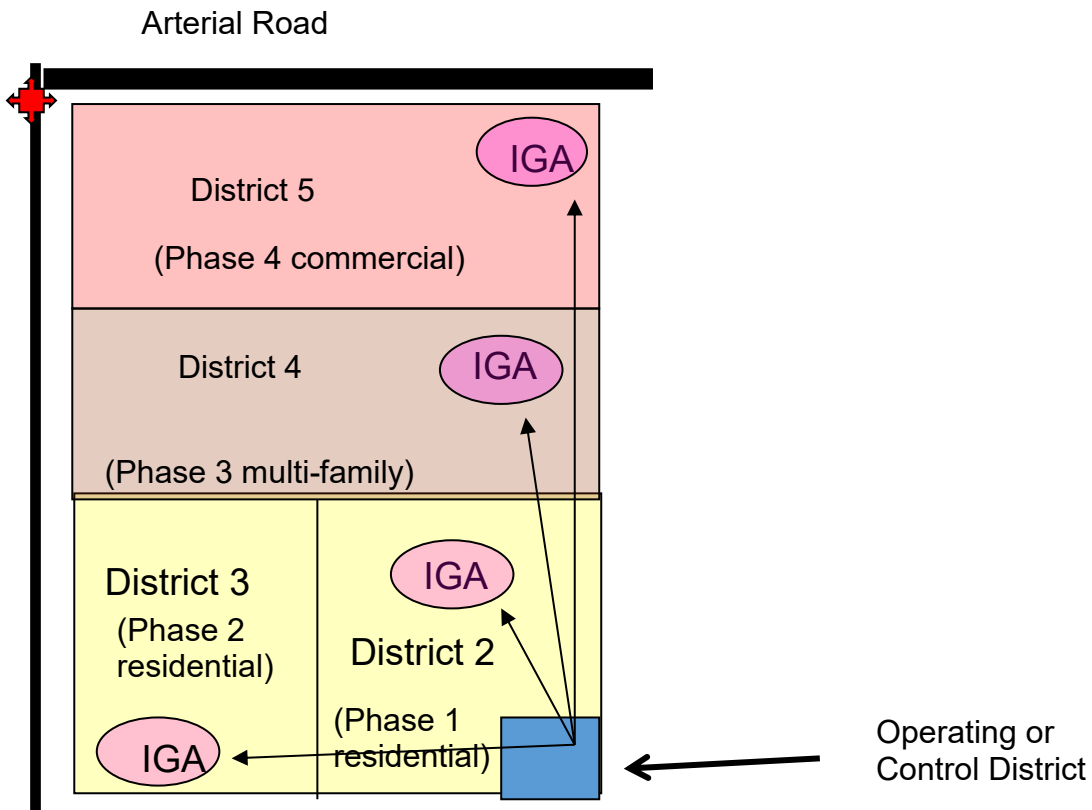 Arterial Road
IGA
District 5
(Phase 4 commercial)
IGA
District 4
(Phase 3 multi-family)
IGA
District 3
(Phase 2
residential)
District 2
(Phase 1
residential)
IGA
Operating or
Control District